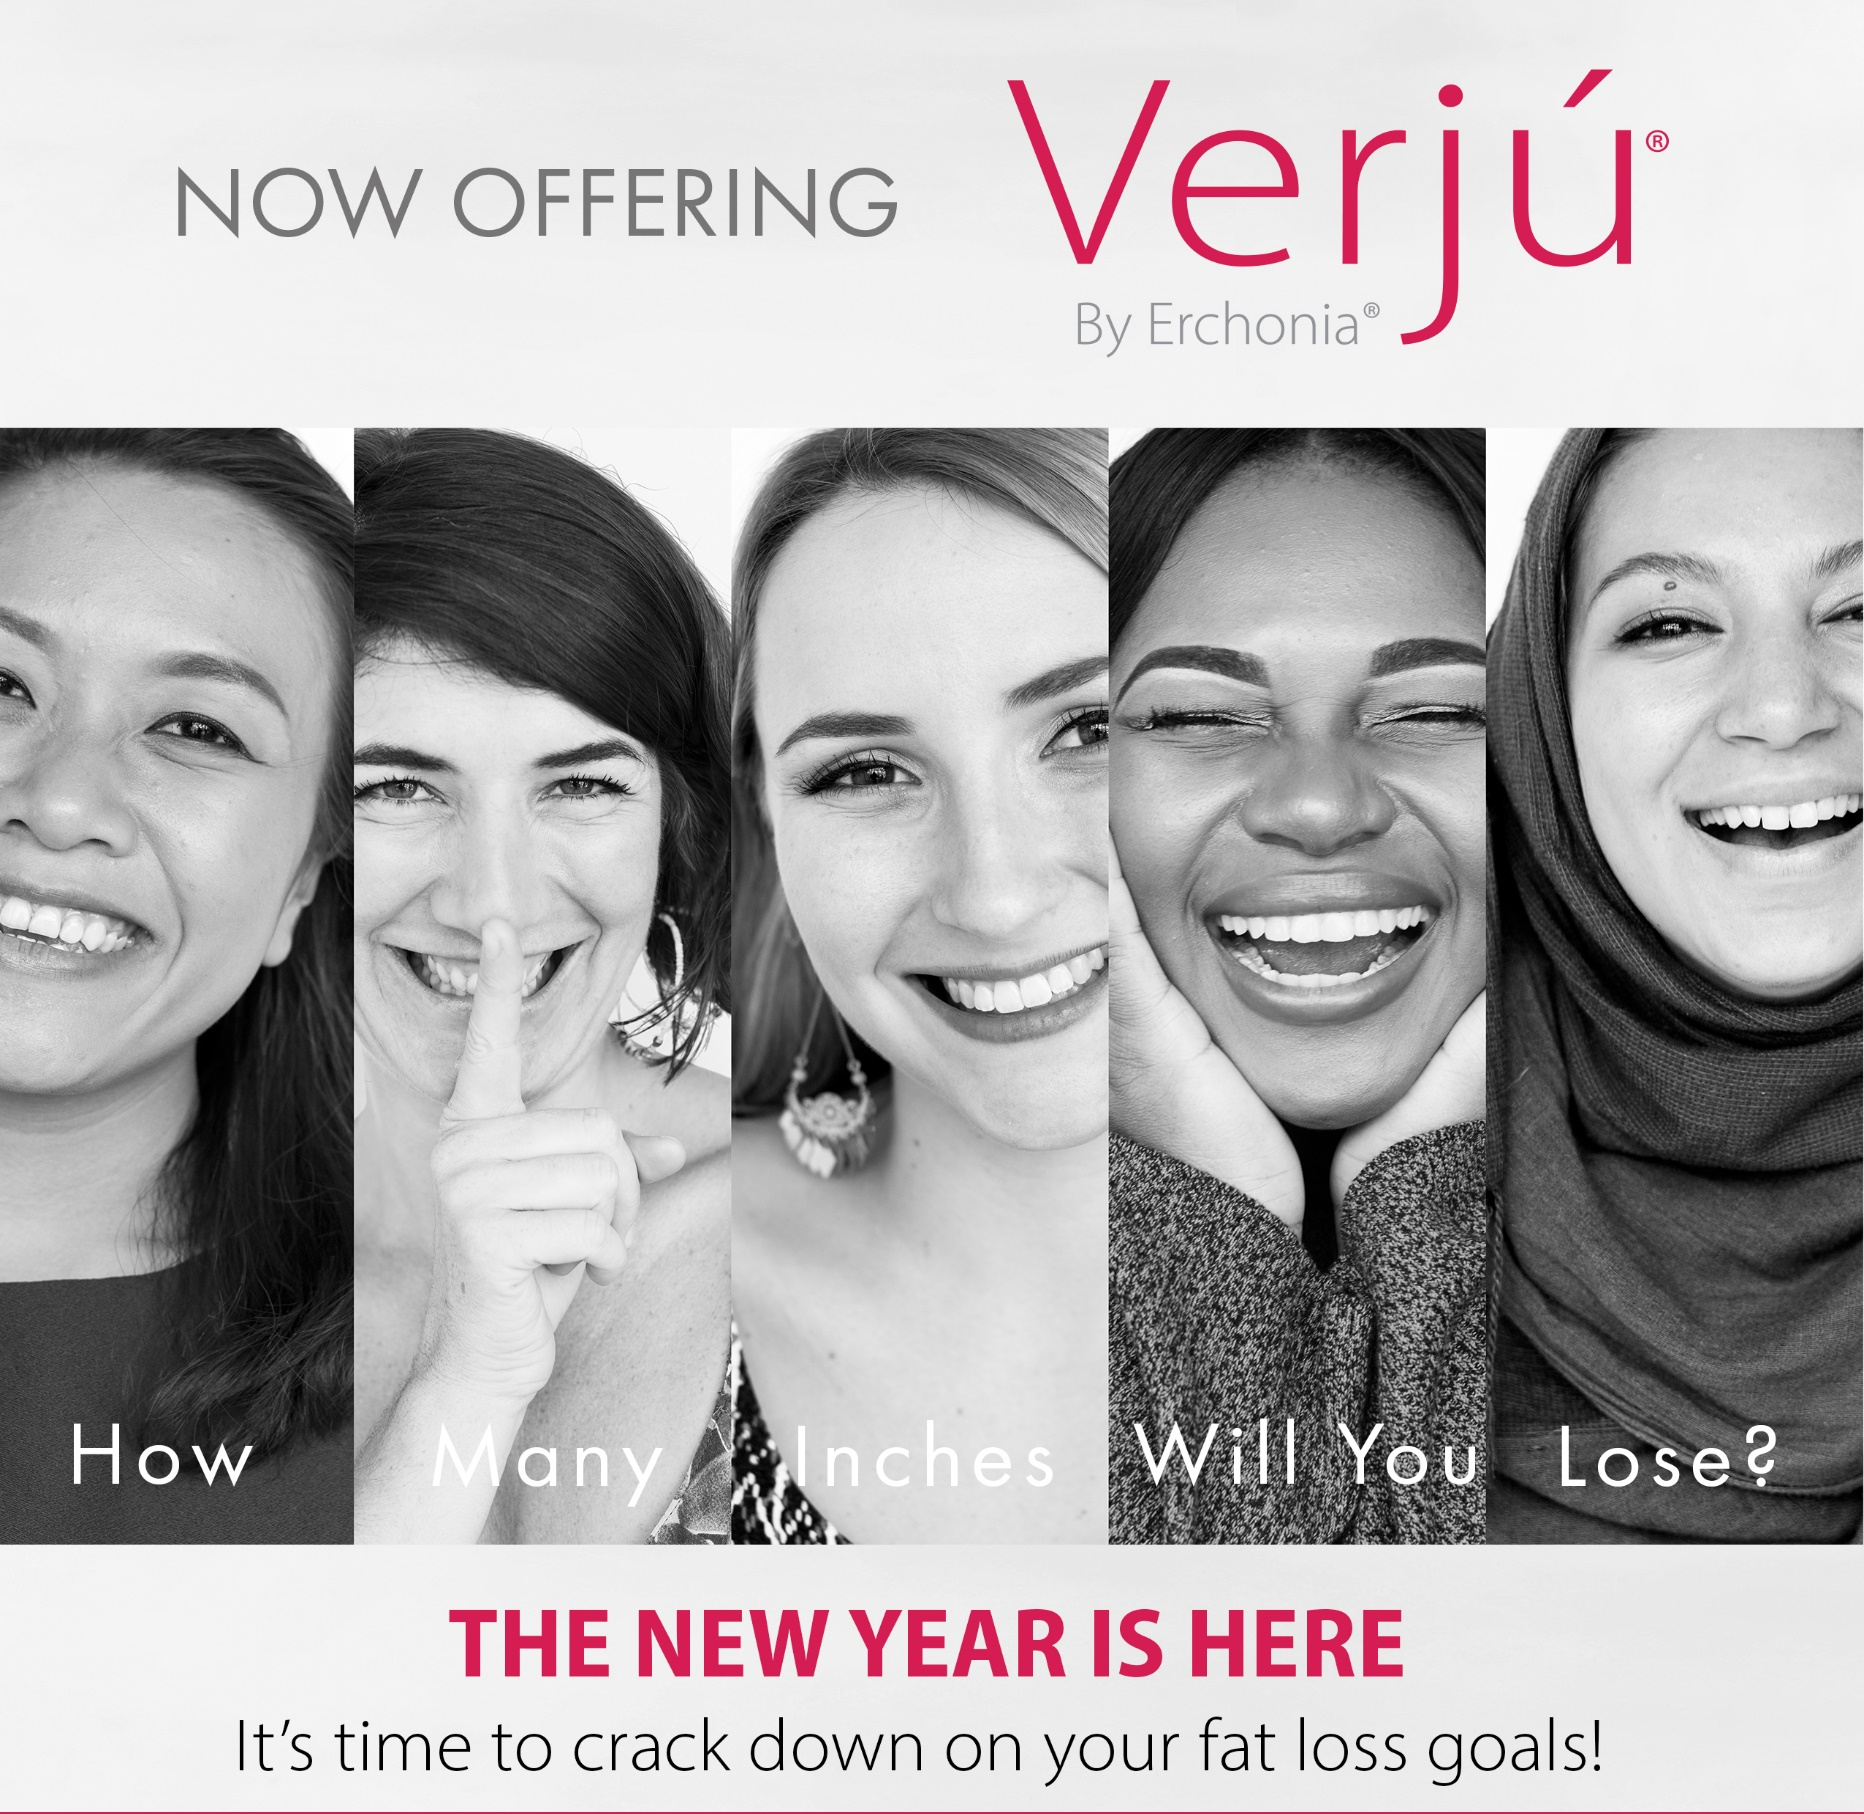 NOW OFFERING
Verjú®
By Erchonia®
How Many Inches Will You Lose?
THE NEW YEAR IS HERE
It's time to crack down on your fat loss goals!